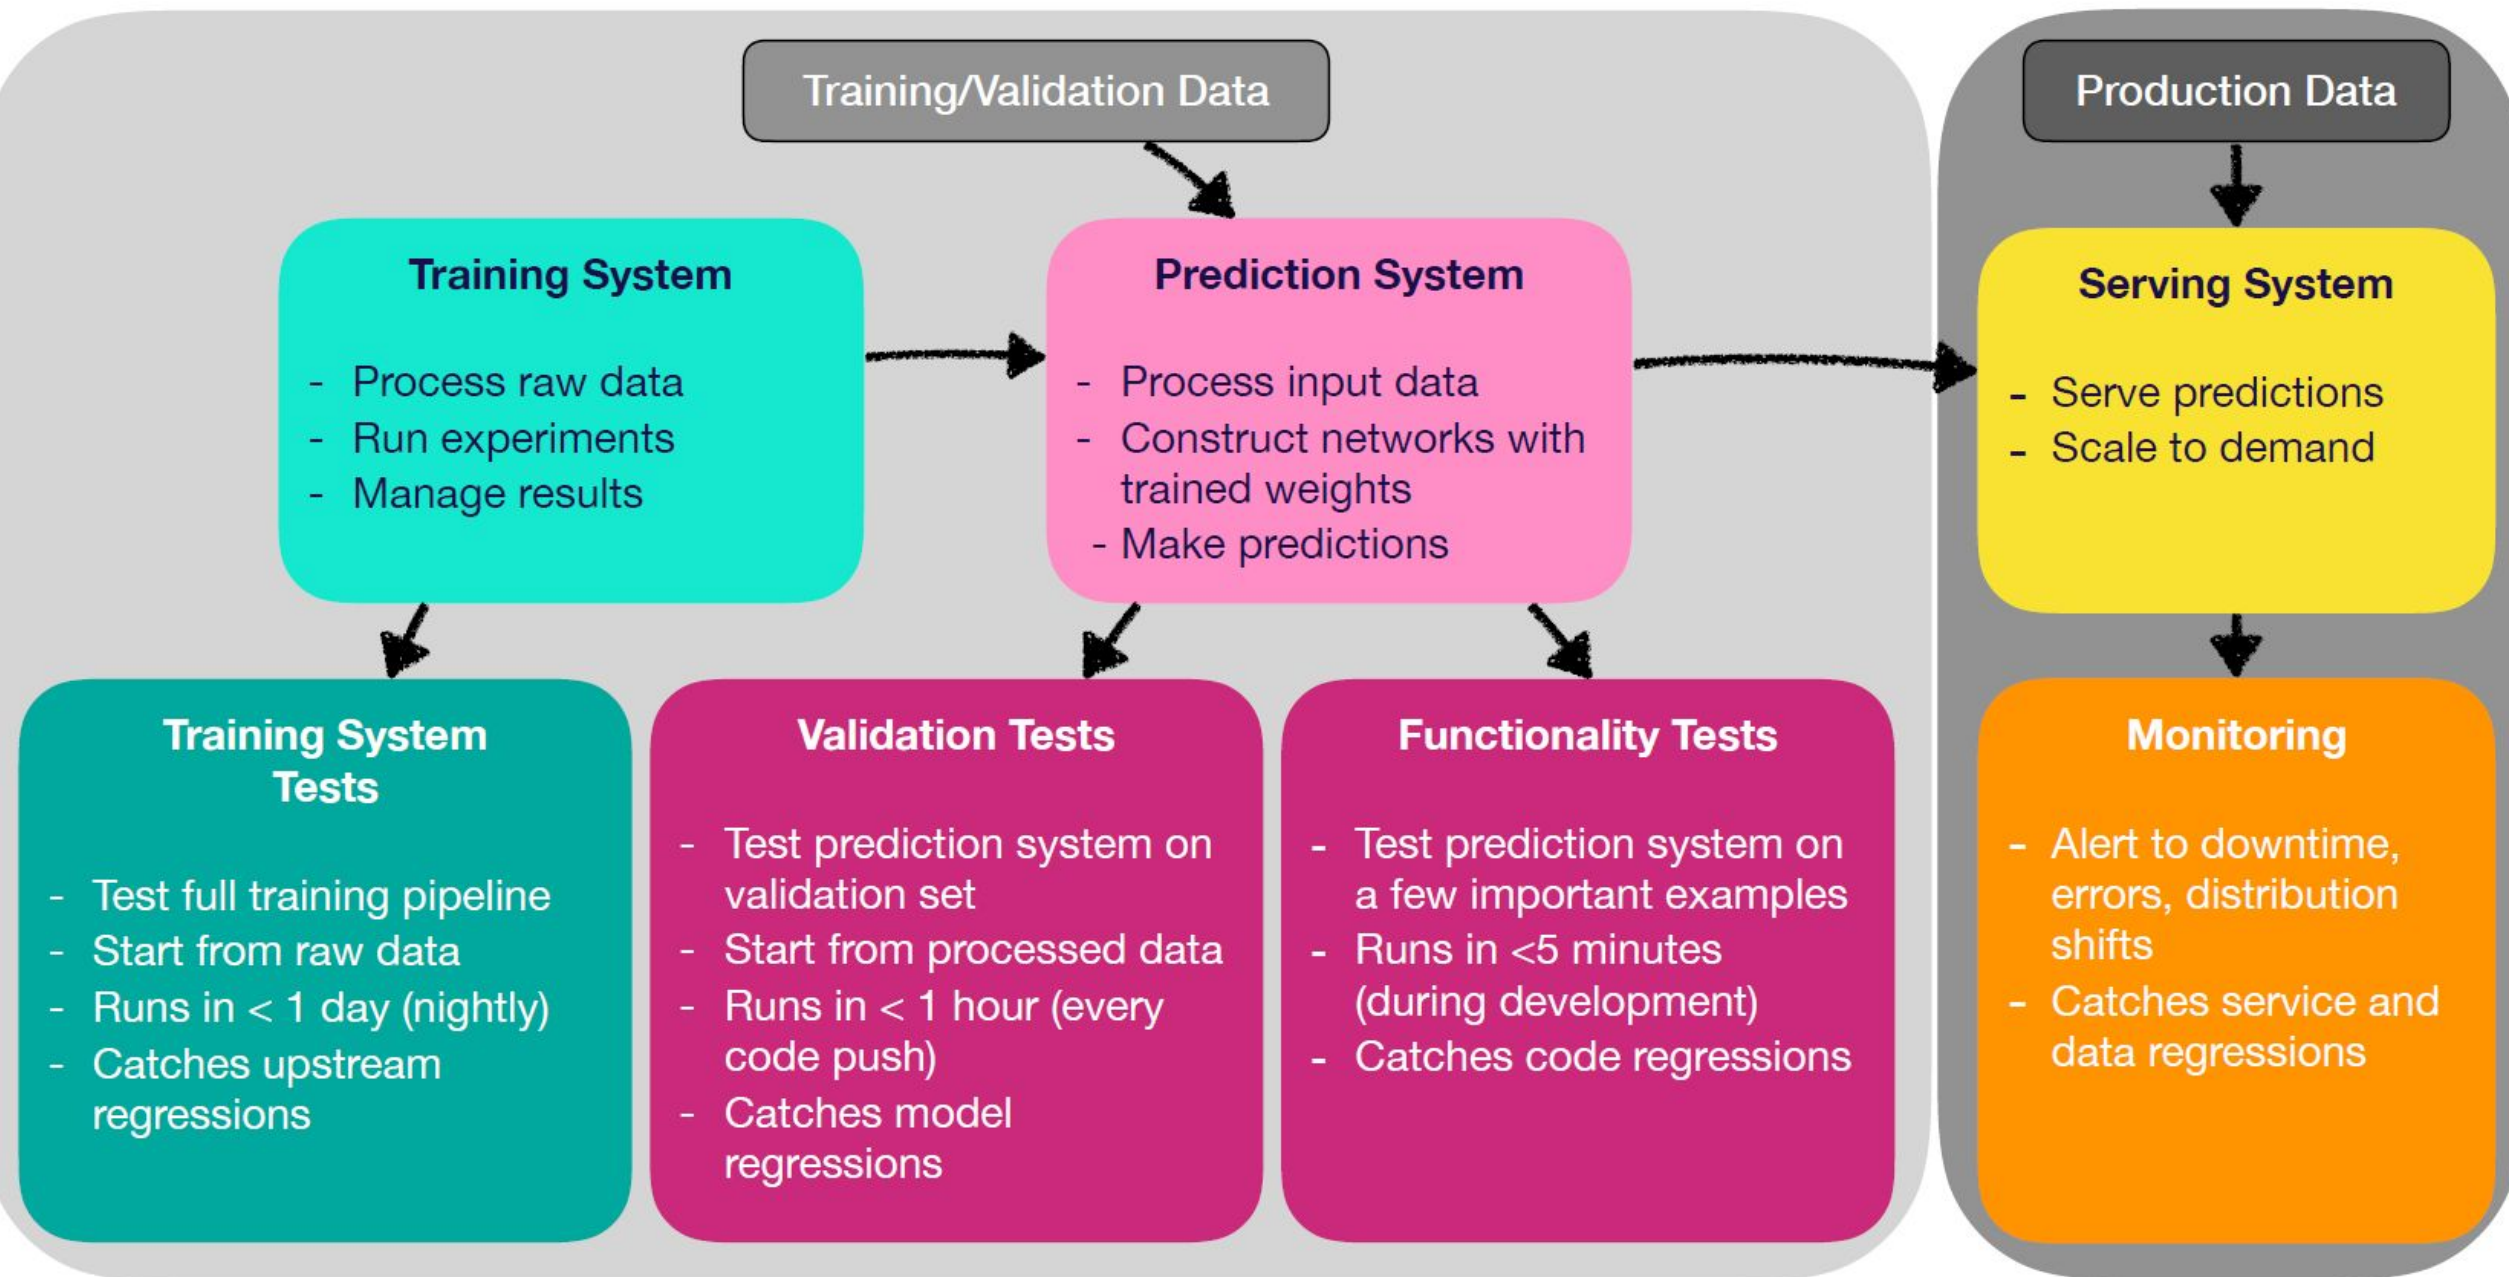 Training/Validation Data
Production Data
Training System
- Process raw data
- Run experiments
- Manage results
Prediction System
- Process input data
- Construct networks with
trained weights
- Make predictions
Serving System
- Serve predictions
- Scale to demand
Training System
Tests
- Test full training pipeline
- Start from raw data
- Runs in < 1 day (nightly)
- Catches upstream
regressions
Validation Tests
- Test prediction system on
validation set
- Start from processed data
- Runs in < 1 hour (every
code push)
- Catches model
regressions
Functionality Tests
- Test prediction system on
a few important examples
- Runs in <5 minutes
(during development)
- Catches code regressions
Monitoring
- Alert to downtime,
errors, distribution
shifts
- Catches service and
data regressions